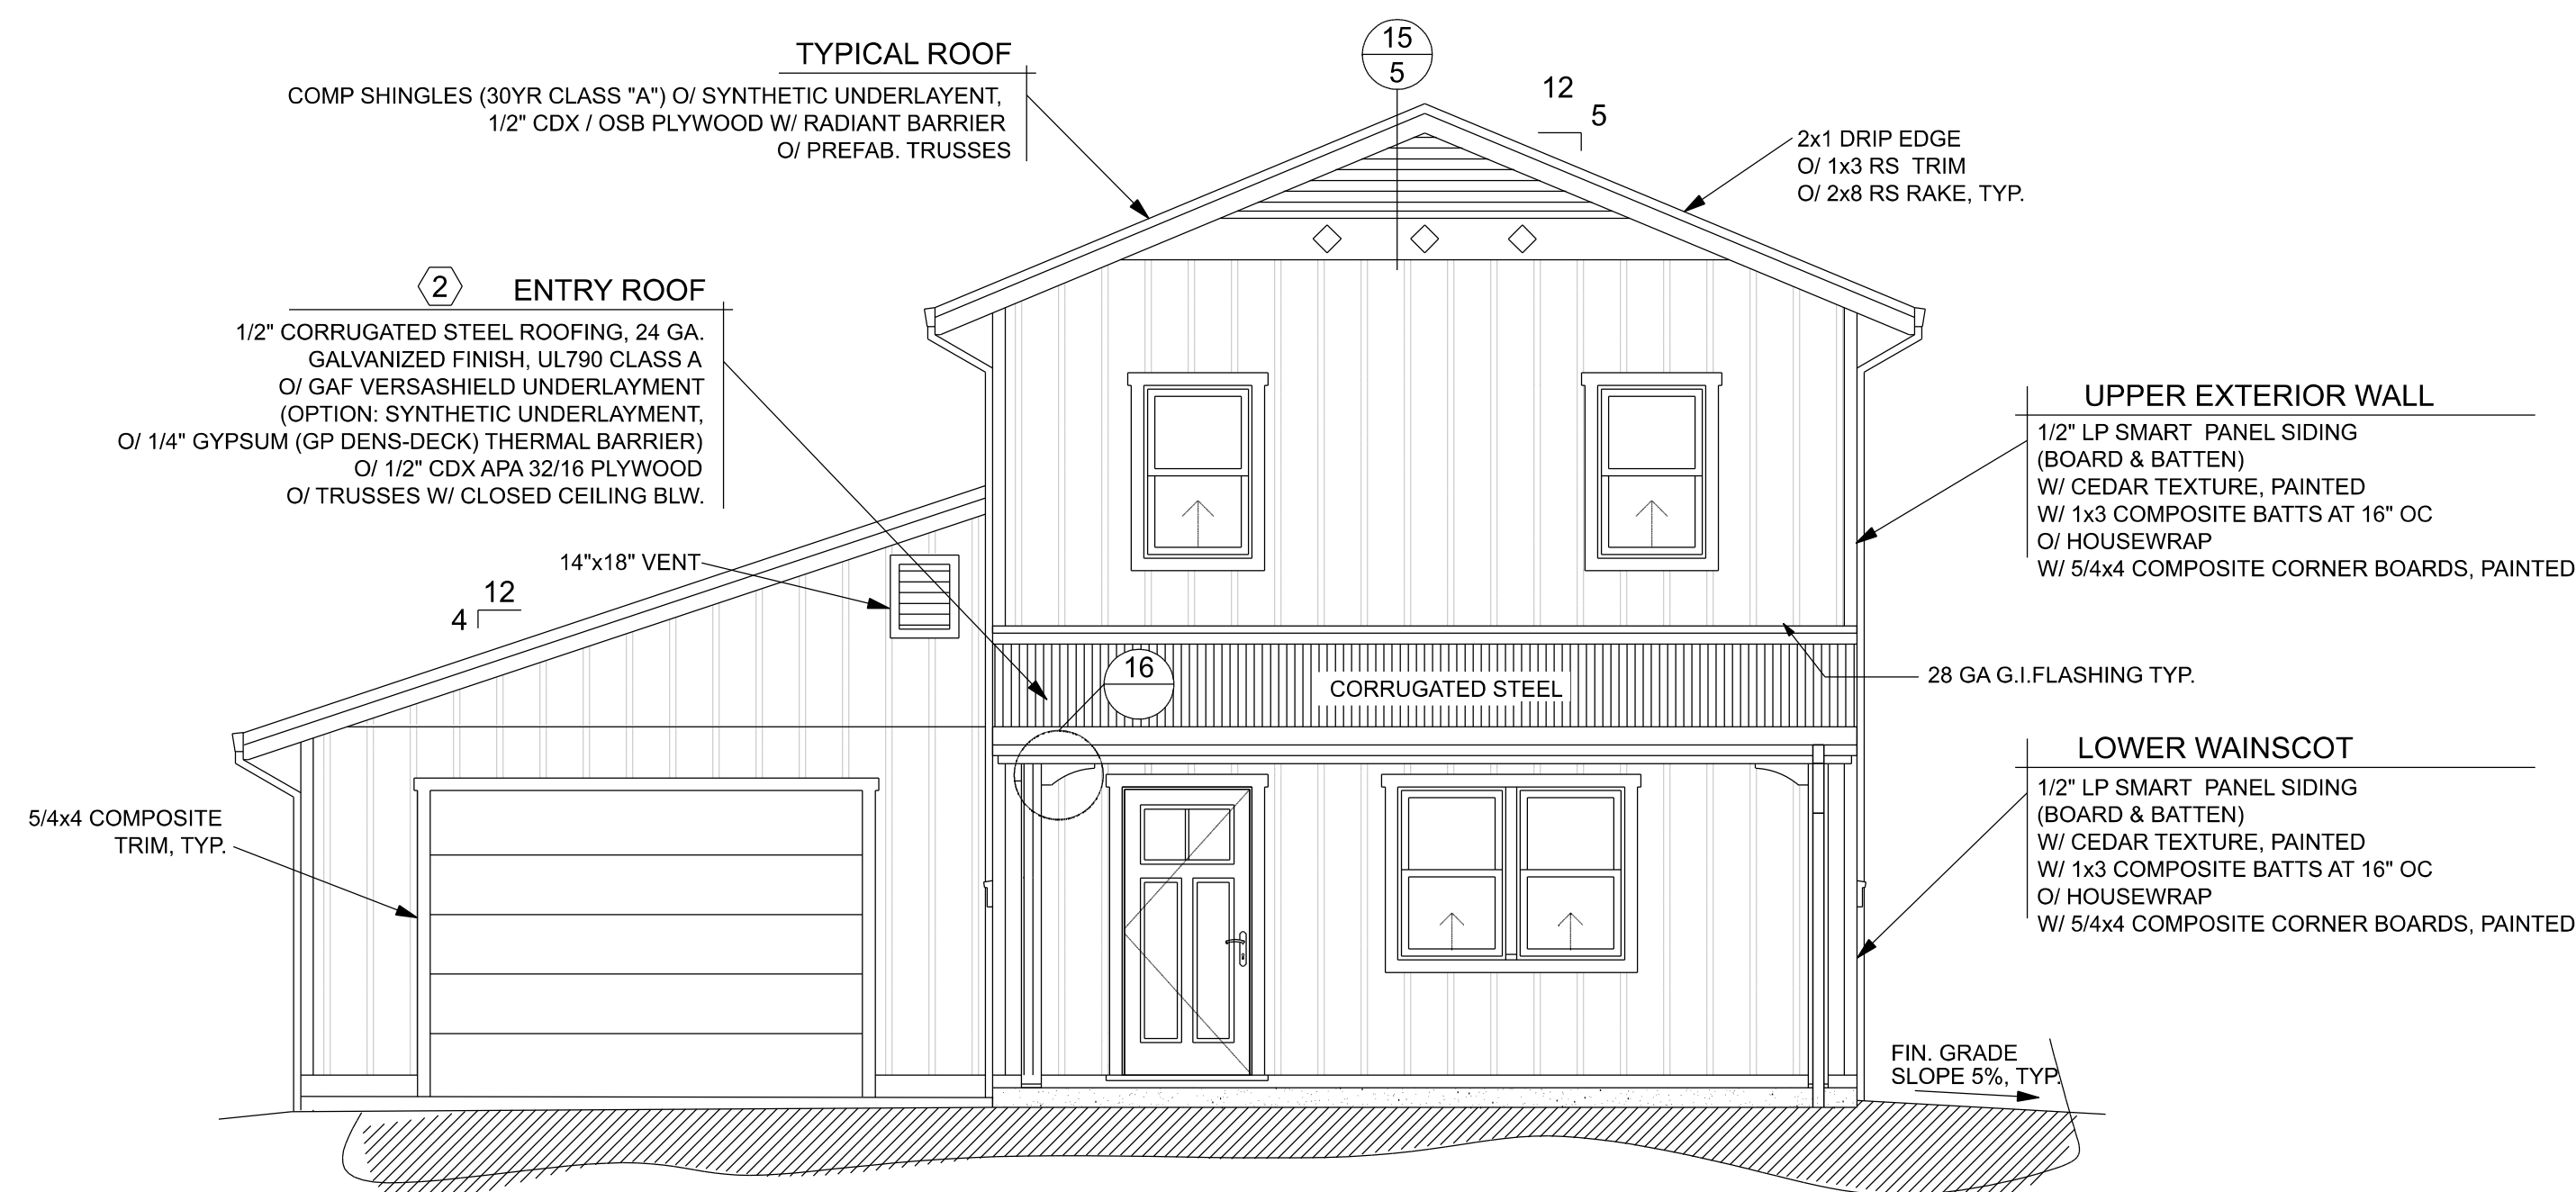 15
5
TYPICAL ROOF
COMP SHINGLES (30YR CLASS "A") O/ SYNTHETIC UNDERLAYENT,
1/2" CDX / OSB PLYWOOD W/ RADIANT BARRIER
O/ PREFAB. TRUSSES
12
5
2x1 DRIP EDGE
O/ 1x3 RS TRIM
O/ 2x8 RS RAKE, TYP.
2
ENTRY ROOF
1/2" CORRUGATED STEEL ROOFING, 24 GA.
GALVANIZED FINISH, UL790 CLASS A
O/ GAF VERSASHIELD UNDERLAYMENT
(OPTION: SYNTHETIC UNDERLAYMENT,
O/ 1/4" GYPSUM (GP DENS-DECK) THERMAL BARRIER)
O/ 1/2" CDX APA 32/16 PLYWOOD
O/ TRUSSES W/ CLOSED CEILING BLW.
UPPER EXTERIOR WALL
1/2" LP SMART PANEL SIDING
(BOARD & BATTEN)
W/ CEDAR TEXTURE, PAINTED
W/ 1x3 COMPOSITE BATTS AT 16" OC
O/ HOUSEWRAP
W/ 5/4x4 COMPOSITE CORNER BOARDS, PAINTED
14"x18" VENT
12
4
16
CORRUGATED STEEL
28 GA G.I.FLASHING TYP.
LOWER WAINSCOT
1/2" LP SMART PANEL SIDING
(BOARD & BATTEN)
W/ CEDAR TEXTURE, PAINTED
W/ 1x3 COMPOSITE BATTS AT 16" OC
O/ HOUSEWRAP
W/ 5/4x4 COMPOSITE CORNER BOARDS, PAINTED
5/4x4 COMPOSITE
TRIM, TYP.
FIN. GRADE
SLOPE 5%, TYP.